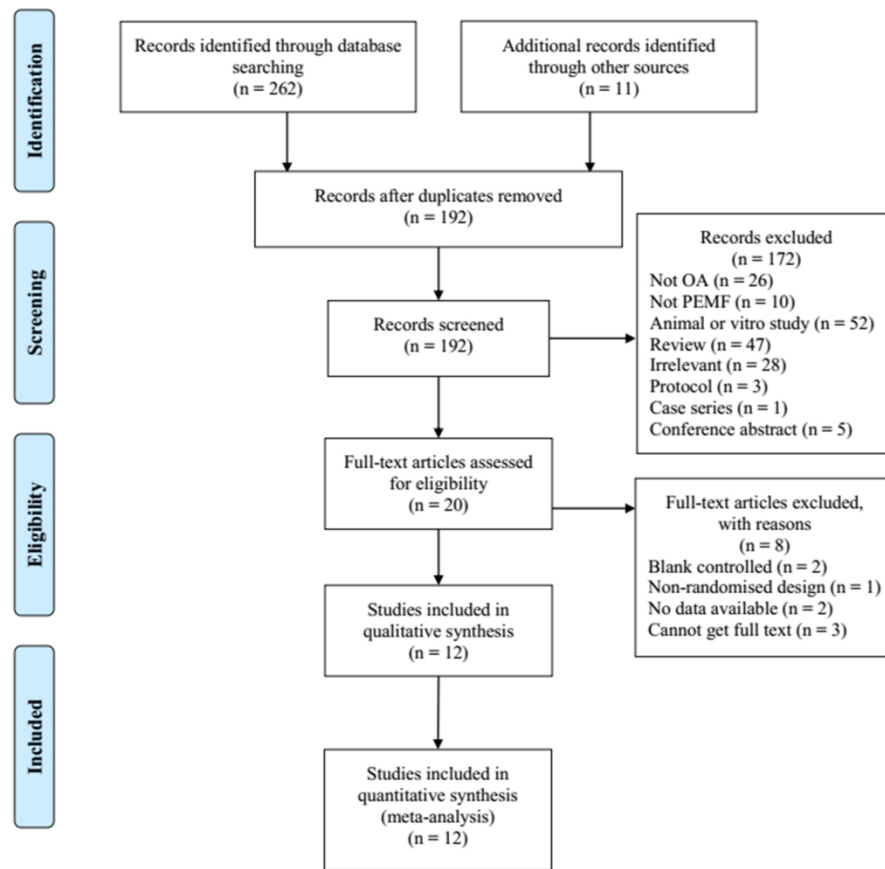 Identification
Records identified through database
searching
(n = 262)
Additional records identified
through other sources
(n = 11)
Records after duplicates removed
(n = 192)
Screening
Records screened
(n = 192)
Records excluded
(n = 172)
Not OA (n = 26)
Not PEMF (n = 10)
Animal or vitro study (n = 52)
Review (n = 47)
Irrelevant (n = 28)
Protocol (n = 3)
Case series (n = 1)
Conference abstract (n = 5)
Eligibility
Full-text articles assessed
for eligibility
(n = 20)
Full-text articles excluded,
with reasons
(n = 8)
Blank controlled (n = 2)
Non-randomised design (n = 1)
No data available (n = 2)
Cannot get full text (n = 3)
Studies included in
qualitative synthesis
(n = 12)
Included
Studies included in
quantitative synthesis
(meta-analysis)
(n = 12)